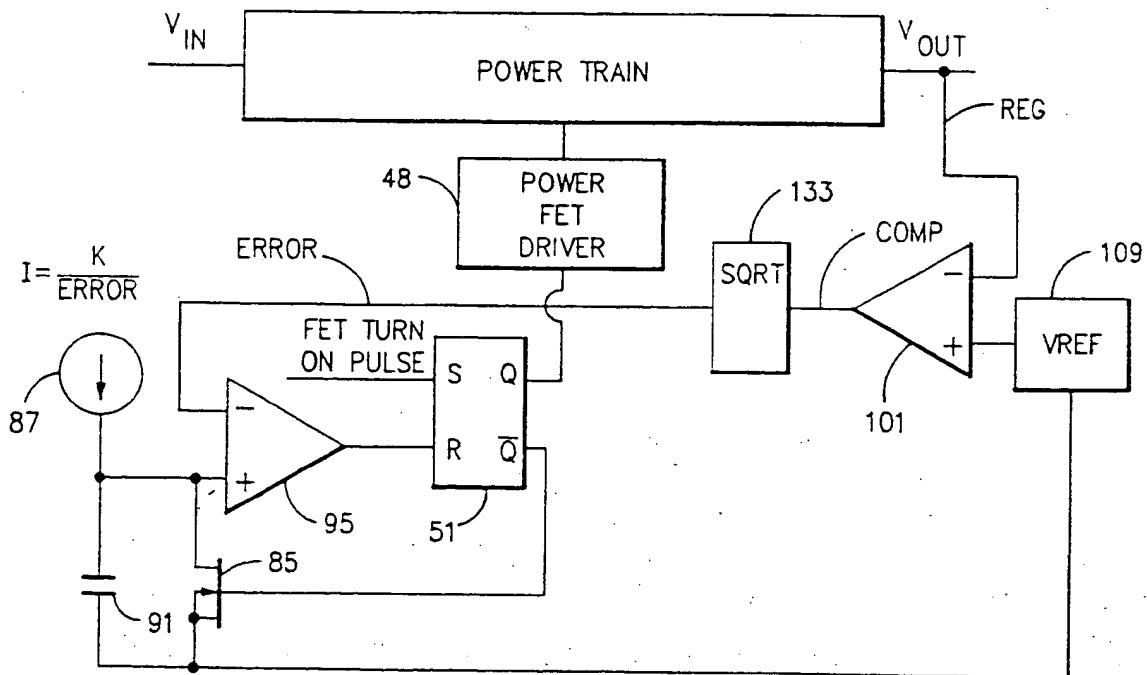 V_IN
POWER TRAIN
V_OUT
REG
48
POWER
FET
DRIVER
133
SQRT
COMP
109
VREF
ERROR
I = K / ERROR
FET TURN
ON PULSE
S Q
R Q̅
51
−
+
101
87
−
+
95
85
91